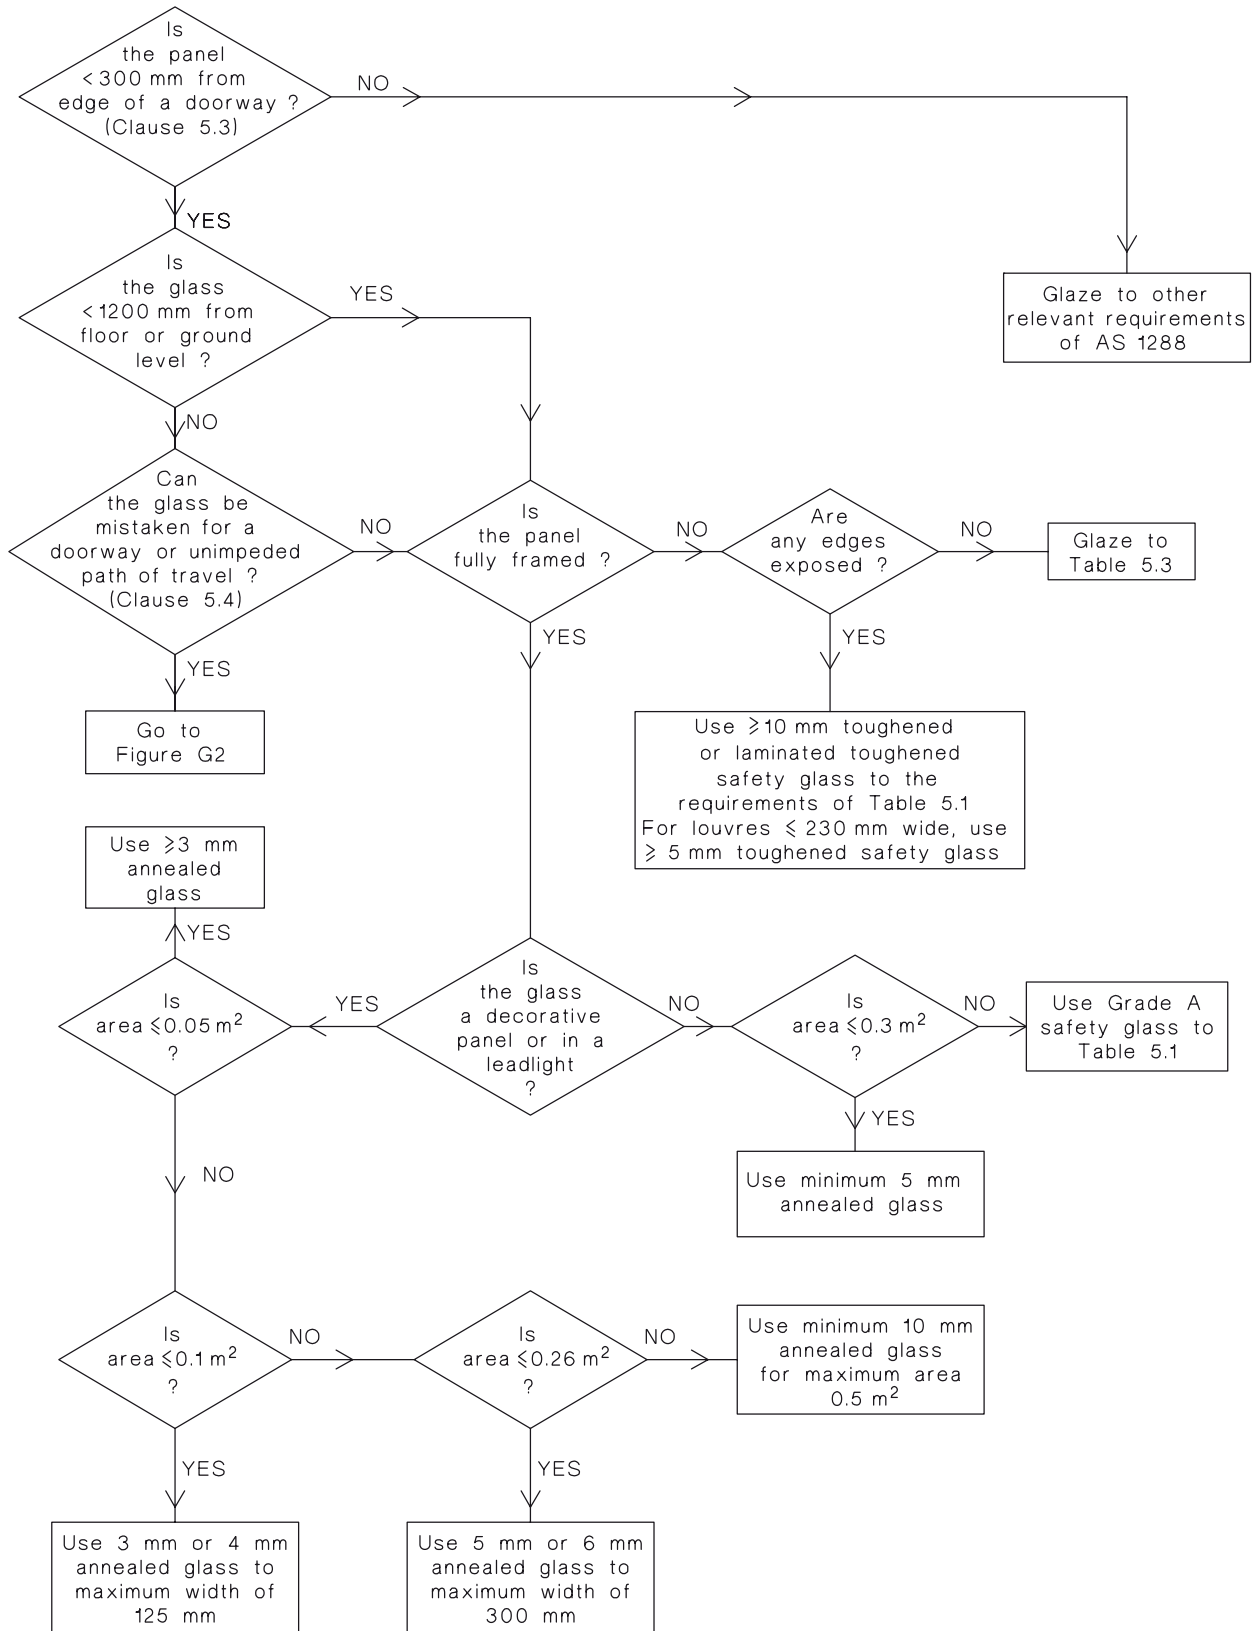 Is
the panel
<300 mm from
edge of a doorway ?
(Clause 5.3)
NO
YES
Is
the glass
<1200 mm from
floor or ground
level ?
YES
Glaze to other
relevant requirements
of AS 1288
NO
Can
the glass be
mistaken for a
doorway or unimpeded
path of travel ?
(Clause 5.4)
NO
Is
the panel
fully framed ?
NO
Are
any edges
exposed ?
NO
Glaze to
Table 5.3
YES
YES
YES
Go to
Figure G2
Use ⩾10 mm toughened
or laminated toughened
safety glass to the
requirements of Table 5.1
For louvres ⩽ 230 mm wide, use
⩾ 5 mm toughened safety glass
Use ⩾3 mm
annealed
glass
YES
Is
area ⩽0.05 m²
?
YES
Is
the glass
a decorative
panel or in a
leadlight
?
NO
Is
area ⩽0.3 m²
?
NO
Use Grade A
safety glass to
Table 5.1
YES
NO
Use minimum 5 mm
annealed glass
Is
area ⩽0.1 m²
?
NO
Is
area ⩽0.26 m²
?
NO
Use minimum 10 mm
annealed glass
for maximum area
0.5 m²
YES
YES
Use 3 mm or 4 mm
annealed glass to
maximum width of
125 mm
Use 5 mm or 6 mm
annealed glass to
maximum width of
300 mm